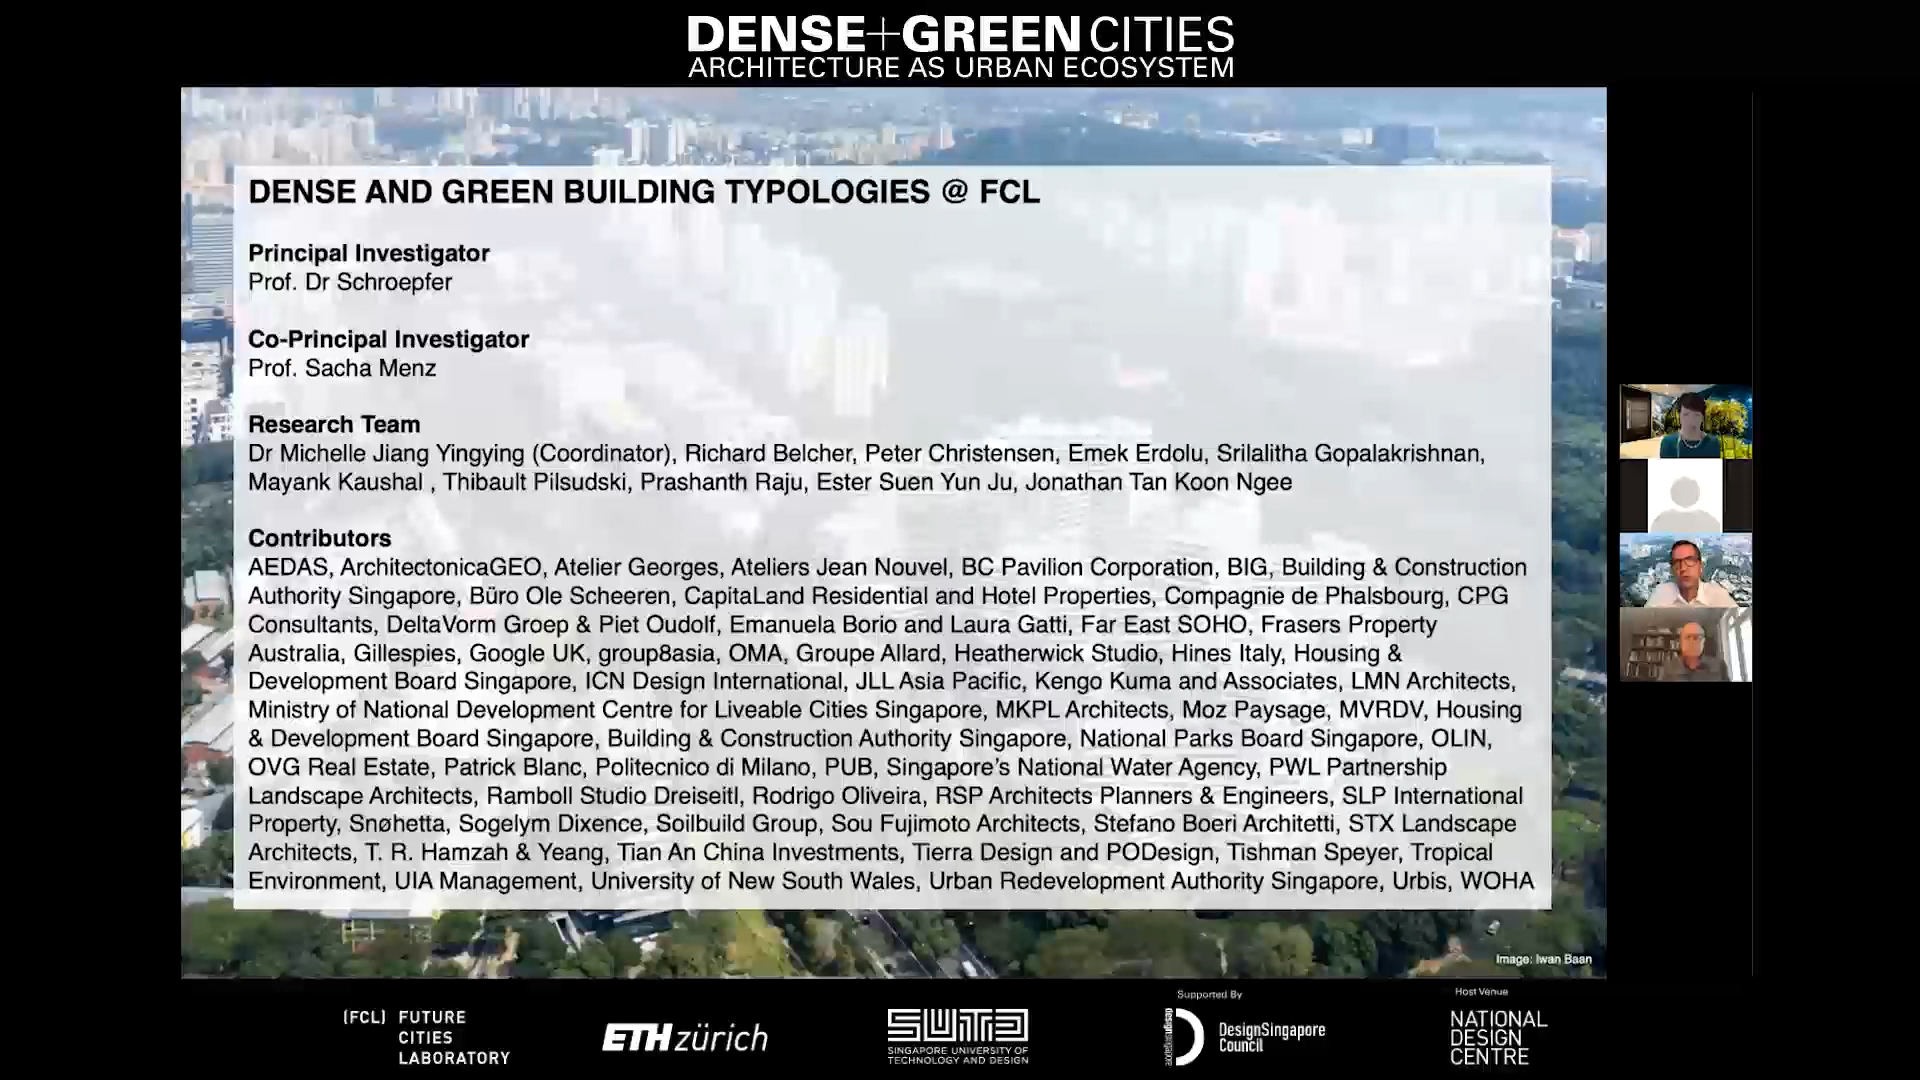 DENSE+GREEN CITIES
ARCHITECTURE AS URBAN ECOSYSTEM
DENSE AND GREEN BUILDING TYPOLOGIES @ FCL
Principal Investigator
Prof. Dr Schroepfer
Co-Principal Investigator
Prof. Sacha Menz
Research Team
Dr Michelle Jiang Yingying (Coordinator), Richard Belcher, Peter Christensen, Emek Erdolu, Srilalitha Gopalakrishnan,
Mayank Kaushal , Thibault Pilsudski, Prashanth Raju, Ester Suen Yun Ju, Jonathan Tan Koon Ngee
Contributors
AEDAS, ArchitectonicaGEO, Atelier Georges, Ateliers Jean Nouvel, BC Pavilion Corporation, BIG, Building & Construction
Authority Singapore, Büro Ole Scheeren, CapitaLand Residential and Hotel Properties, Compagnie de Phalsbourg, CPG
Consultants, DeltaVorm Groep & Piet Oudolf, Emanuela Borio and Laura Gatti, Far East SOHO, Frasers Property
Australia, Gillespies, Google UK, group8asia, OMA, Groupe Allard, Heatherwick Studio, Hines Italy, Housing &
Development Board Singapore, ICN Design International, JLL Asia Pacific, Kengo Kuma and Associates, LMN Architects,
Ministry of National Development Centre for Liveable Cities Singapore, MKPL Architects, Moz Paysage, MVRDV, Housing
& Development Board Singapore, Building & Construction Authority Singapore, National Parks Board Singapore, OLIN,
OVG Real Estate, Patrick Blanc, Politecnico di Milano, PUB, Singapore’s National Water Agency, PWL Partnership
Landscape Architects, Ramboll Studio Dreiseitl, Rodrigo Oliveira, RSP Architects Planners & Engineers, SLP International
Property, Snøhetta, Sogelym Dixence, Soilbuild Group, Sou Fujimoto Architects, Stefano Boeri Architetti, STX Landscape
Architects, T. R. Hamzah & Yeang, Tian An China Investments, Tierra Design and PODesign, Tishman Speyer, Tropical
Environment, UIA Management, University of New South Wales, Urban Redevelopment Authority Singapore, Urbis, WOHA
Image: Iwan Baan
(FCL) FUTURE
CITIES
LABORATORY
ETH zürich
SUTD
SINGAPORE UNIVERSITY OF
TECHNOLOGY AND DESIGN
Supported By
designsingapore
DesignSingapore
Council
Host Venue
NATIONAL
DESIGN
CENTRE